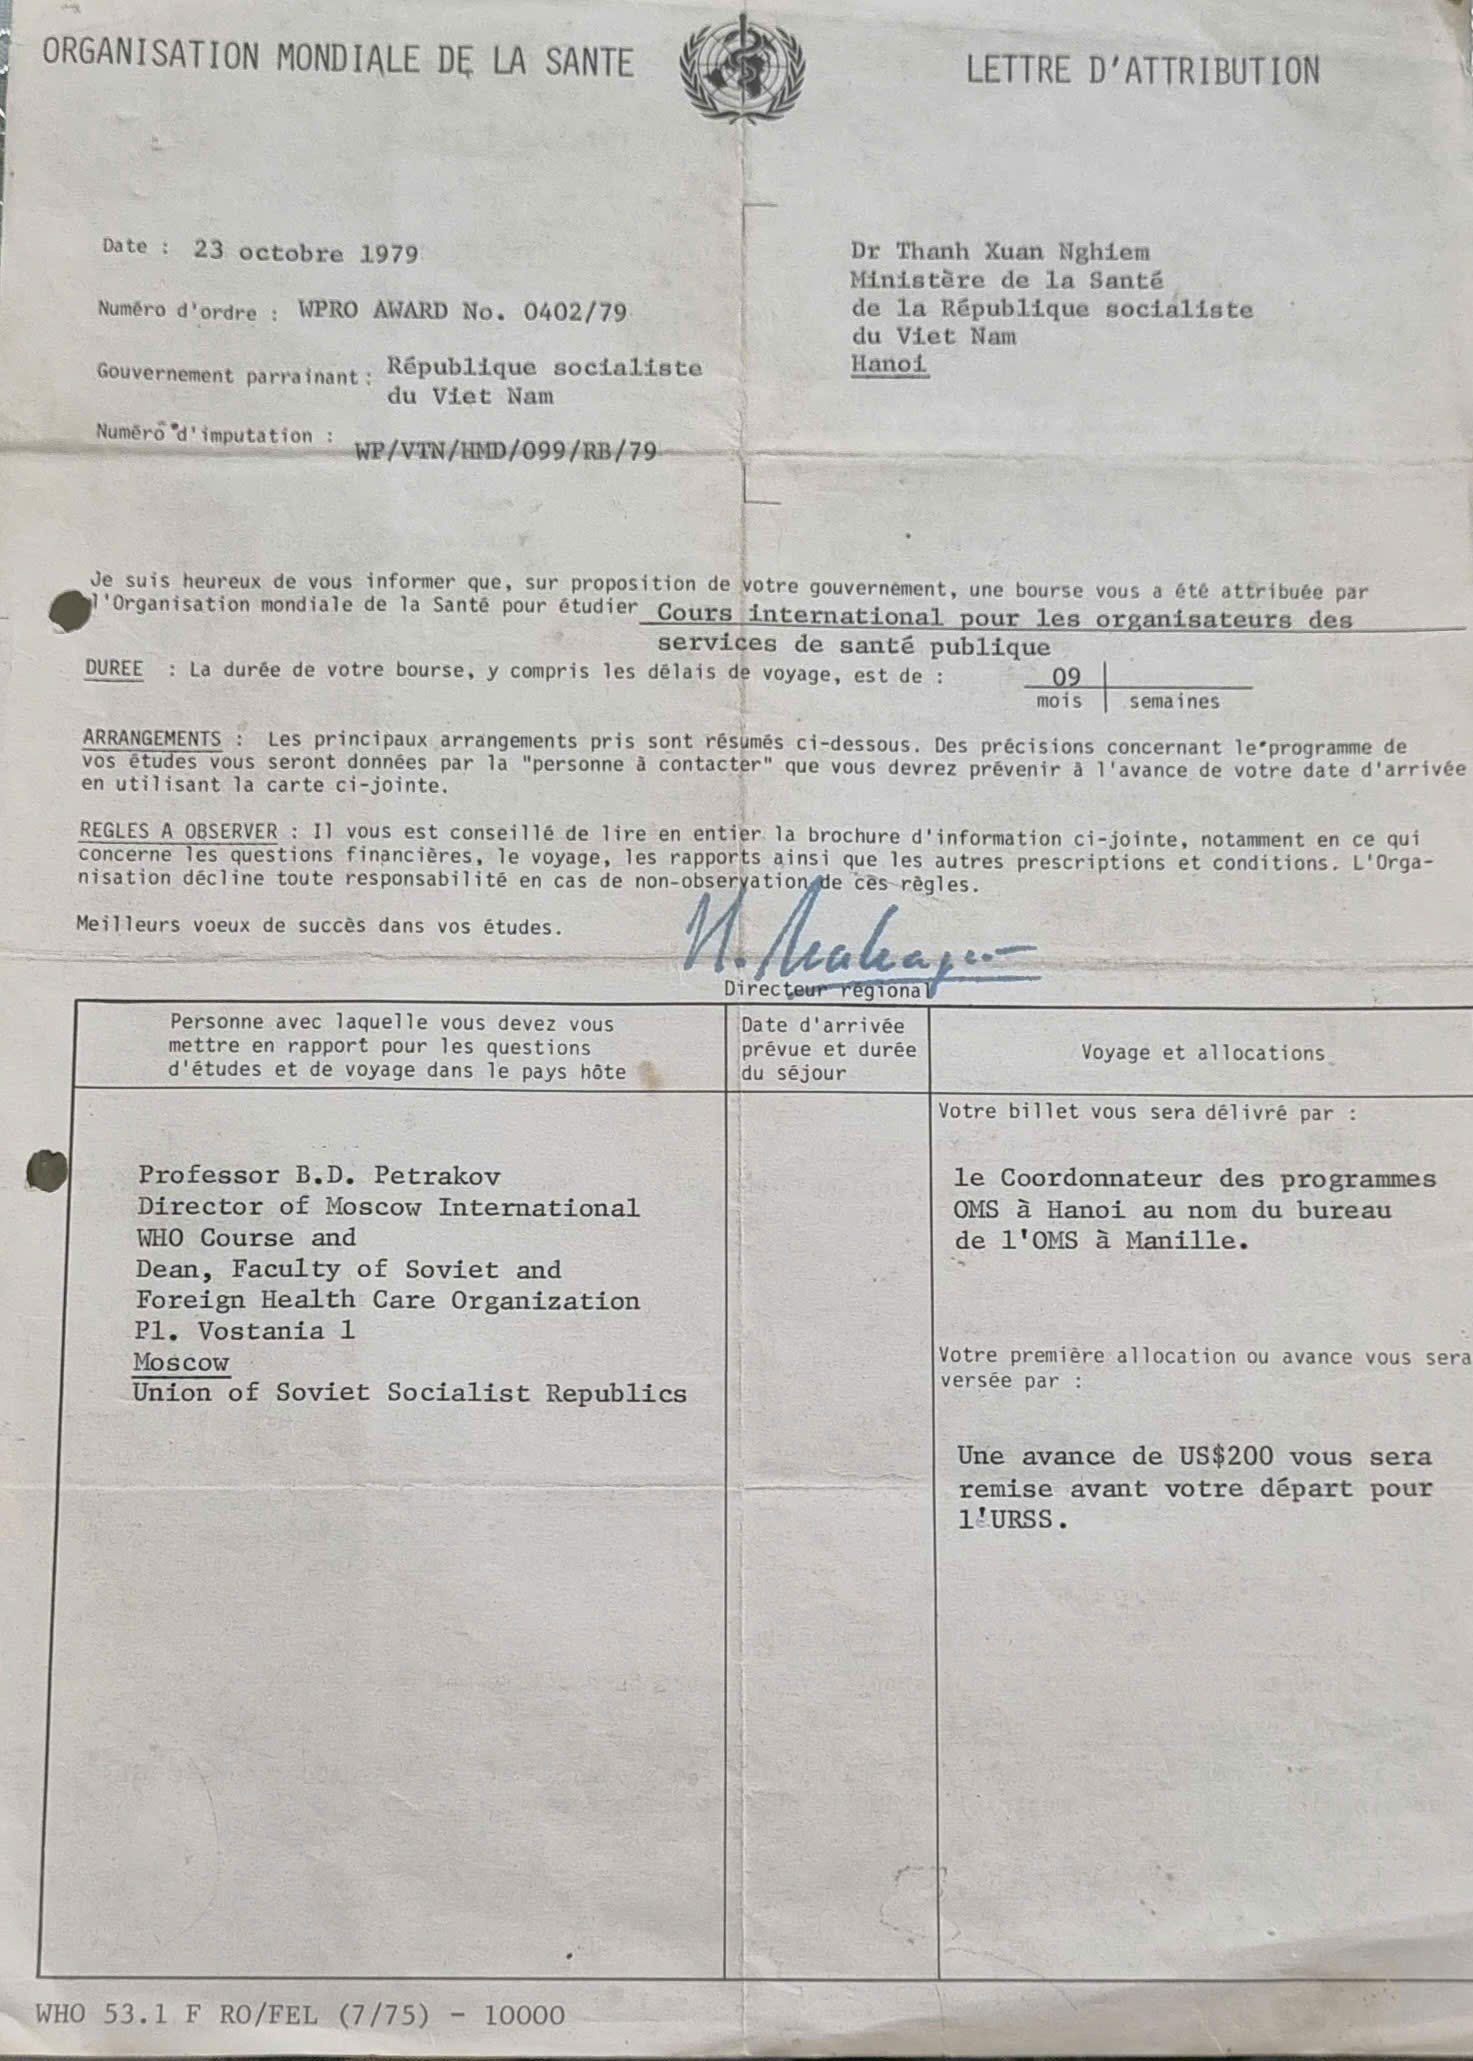 ORGANISATION MONDIALE DE LA SANTE
LETTRE D'ATTRIBUTION
Date : 23 octobre 1979
Numéro d'ordre : WPRO AWARD No. 0402/79
Gouvernement parrainant : République socialiste
du Viet Nam
Numéro d'imputation :
WP/VTN/HMD/099/RB/79
Dr Thanh Xuan Nghiem
Ministère de la Santé
de la République socialiste
du Viet Nam
Hanoi
Je suis heureux de vous informer que, sur proposition de votre gouvernement, une bourse vous a été attribuée par
l'Organisation mondiale de la Santé pour étudier Cours international pour les organisateurs des
services de santé publique
DUREE : La durée de votre bourse, y compris les délais de voyage, est de : 09
mois semaines
ARRANGEMENTS : Les principaux arrangements pris sont résumés ci-dessous. Des précisions concernant le programme de
vos études vous seront données par la "personne à contacter" que vous devrez prévenir à l'avance de votre date d'arrivée
en utilisant la carte ci-jointe.
REGLES A OBSERVER : Il vous est conseillé de lire en entier la brochure d'information ci-jointe, notamment en ce qui
concerne les questions financières, le voyage, les rapports ainsi que les autres prescriptions et conditions. L'Orga-
nisation décline toute responsabilité en cas de non-observation de ces règles.
Meilleurs voeux de succès dans vos études.
Directeur régional
Personne avec laquelle vous devez vous
mettre en rapport pour les questions
d'études et de voyage dans le pays hôte
Date d'arrivée
prévue et durée
du séjour
Voyage et allocations
Professor B.D. Petrakov
Director of Moscow International
WHO Course and
Dean, Faculty of Soviet and
Foreign Health Care Organization
Pl. Vostania 1
Moscow
Union of Soviet Socialist Republics
Votre billet vous sera délivré par :
le Coordonnateur des programmes
OMS à Hanoi au nom du bureau
de l'OMS à Manille.
Votre première allocation ou avance vous sera
versée par :
Une avance de US$200 vous sera
remise avant votre départ pour
l'URSS.
WHO 53.1 F RO/FEL (7/75) - 10000